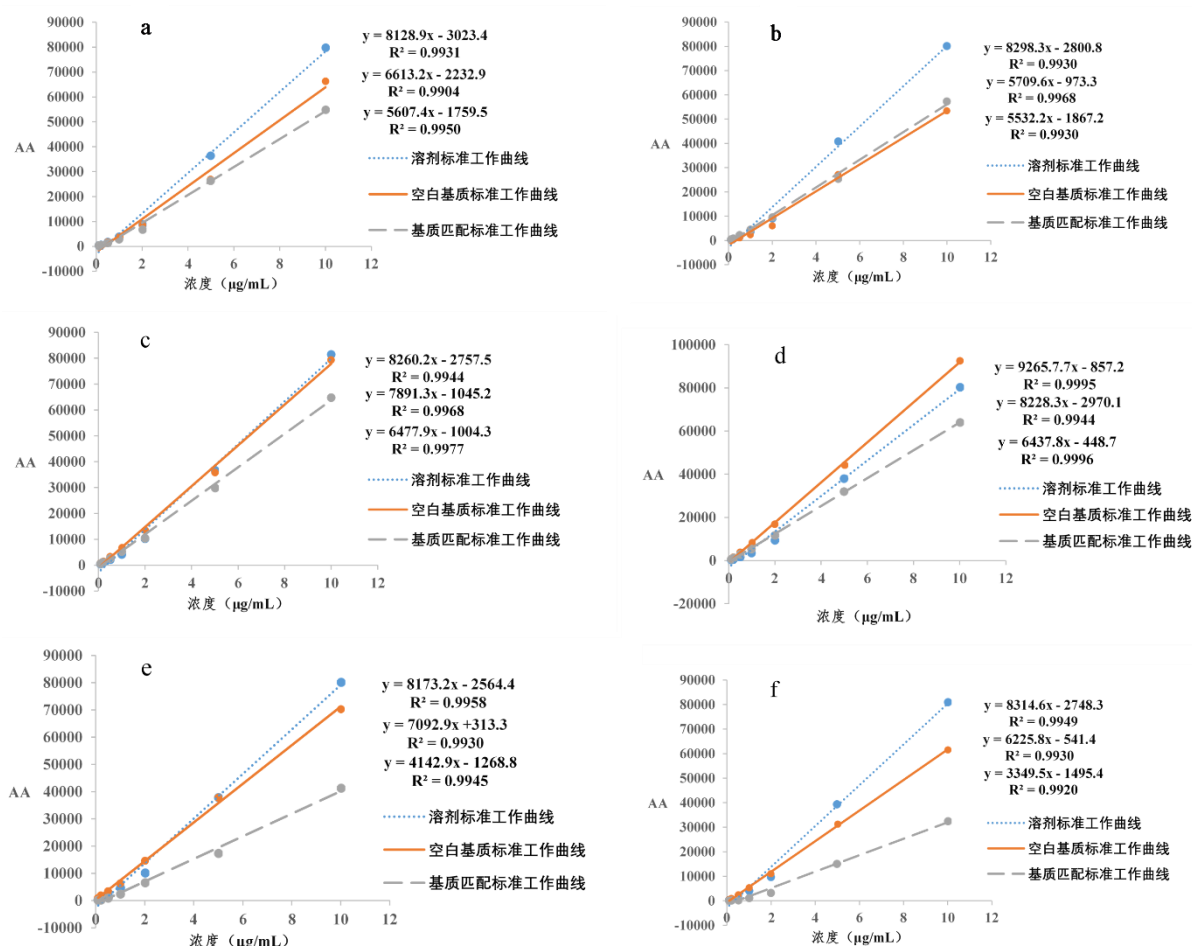 a
90000
80000
70000
60000
50000
40000
30000
20000
10000
0
-10000
AA
0
2
4
6
8
10
12
浓度(μg/mL)
y = 8128.9x - 3023.4
R² = 0.9931
y = 6613.2x - 2232.9
R² = 0.9904
y = 5607.4x - 1759.5
R² = 0.9950
溶剂标准工作曲线
空白基质标准工作曲线
基质匹配标准工作曲线
b
90000
80000
70000
60000
50000
40000
30000
20000
10000
0
-10000
AA
0
2
4
6
8
10
12
浓度(μg/mL)
y = 8298.3x - 2800.8
R² = 0.9930
y = 5709.6x - 973.3
R² = 0.9968
y = 5532.2x - 1867.2
R² = 0.9930
溶剂标准工作曲线
空白基质标准工作曲线
基质匹配标准工作曲线
c
90000
80000
70000
60000
50000
40000
30000
20000
10000
0
-10000
AA
0
2
4
6
8
10
12
浓度(μg/mL)
y = 8260.2x - 2757.5
R² = 0.9944
y = 7891.3x - 1045.2
R² = 0.9968
y = 6477.9x - 1004.3
R² = 0.9977
溶剂标准工作曲线
空白基质标准工作曲线
基质匹配标准工作曲线
d
100000
80000
60000
40000
20000
0
-20000
AA
0
2
4
6
8
10
12
浓度(μg/mL)
y = 9265.7.7x - 857.2
R² = 0.9995
y = 8228.3x - 2970.1
R² = 0.9944
y = 6437.8x - 448.7
R² = 0.9996
溶剂标准工作曲线
空白基质标准工作曲线
基质匹配标准工作曲线
e
90000
80000
70000
60000
50000
40000
30000
20000
10000
0
-10000
AA
0
2
4
6
8
10
12
浓度(μg/mL)
y = 8173.2x - 2564.4
R² = 0.9958
y = 7092.9x +313.3
R² = 0.9930
y = 4142.9x - 1268.8
R² = 0.9945
溶剂标准工作曲线
空白基质标准工作曲线
基质匹配标准工作曲线
f
90000
80000
70000
60000
50000
40000
30000
20000
10000
0
-10000
AA
0
2
4
6
8
10
12
浓度(μg/mL)
y = 8314.6x - 2748.3
R² = 0.9949
y = 6225.8x - 541.4
R² = 0.9930
y = 3349.5x - 1495.4
R² = 0.9920
溶剂标准工作曲线
空白基质标准工作曲线
基质匹配标准工作曲线